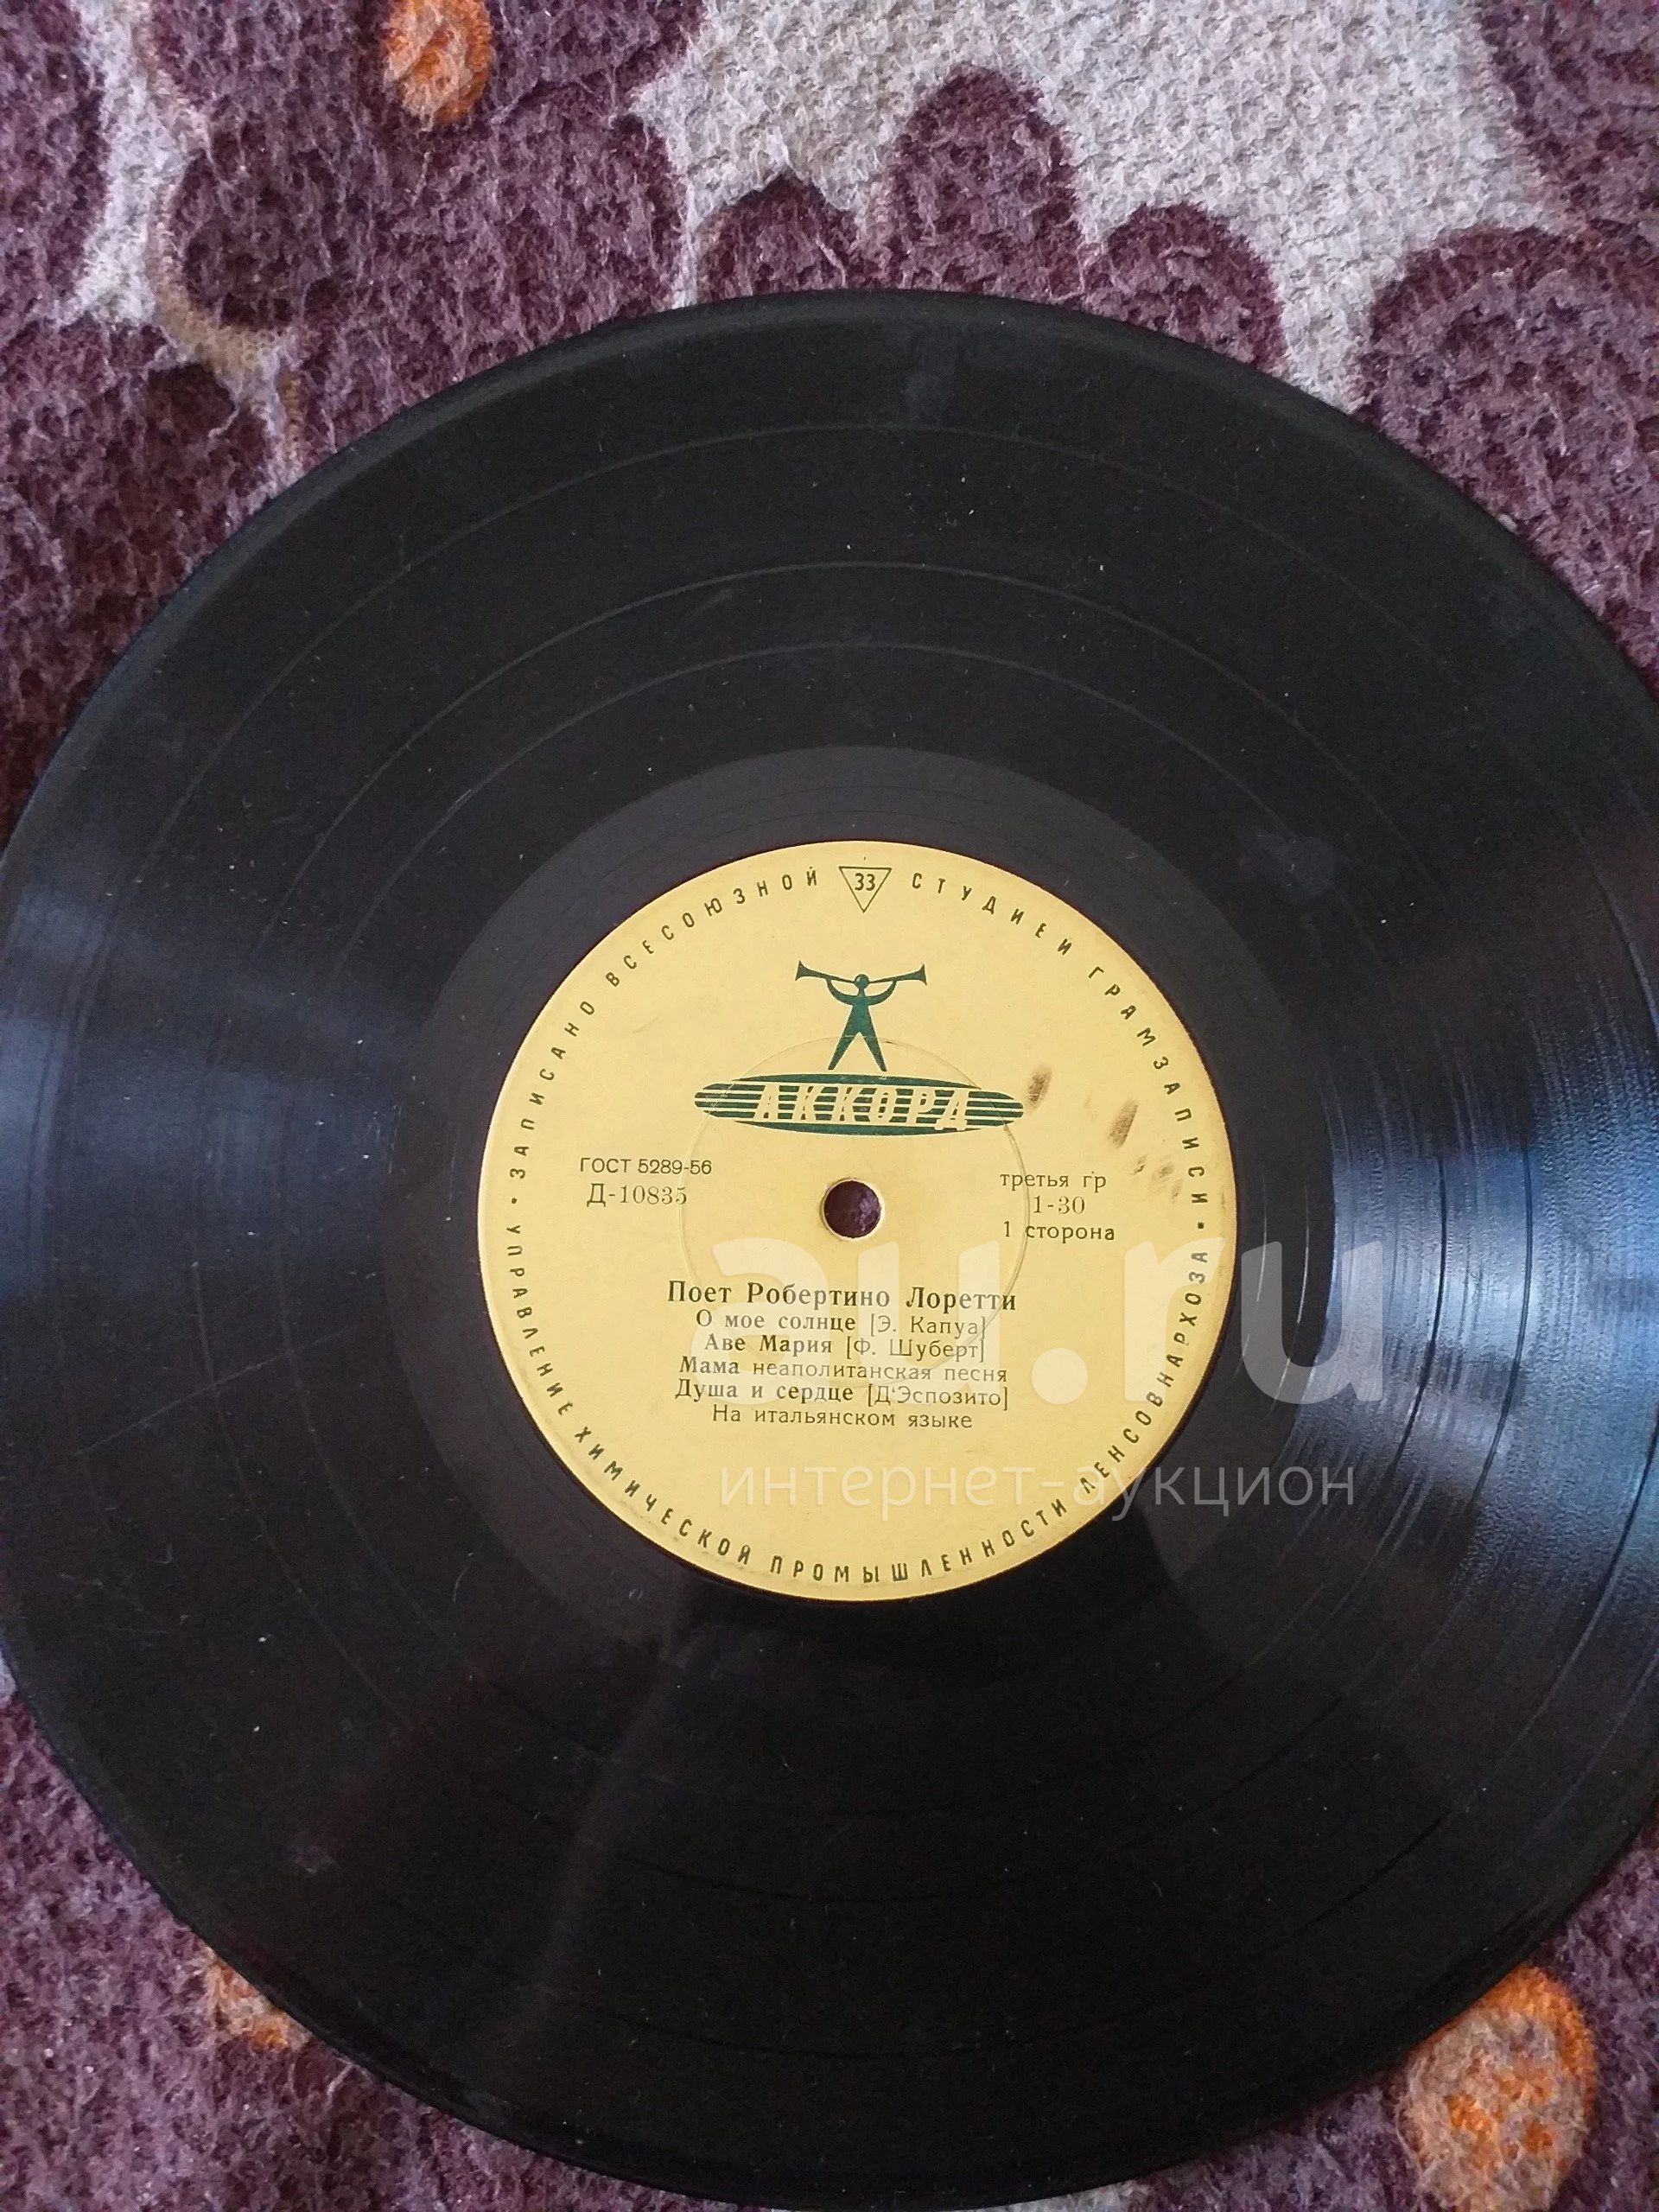 ЗАПИСАНО ВСЕСОЮЗНОЙ 33 СТУДИЕЙ ГРАМЗАПИСИ •
АККОРД
ГОСТ 5289-56
Д-10835
третья гр
1-30
1 сторона
Поет Робертино Лоретти
О мое солнце [Э. Капуа]
Аве Мария [Ф. Шуберт]
Мама неаполитанская песня
Душа и сердце [Д'Эспозито]
На итальянском языке
• УПРАВЛЕНИЕ ХИМИЧЕСКОЙ ПРОМЫШЛЕННОСТИ ЛЕНСОВНАРХОЗА
au.ru
интернет-аукцион